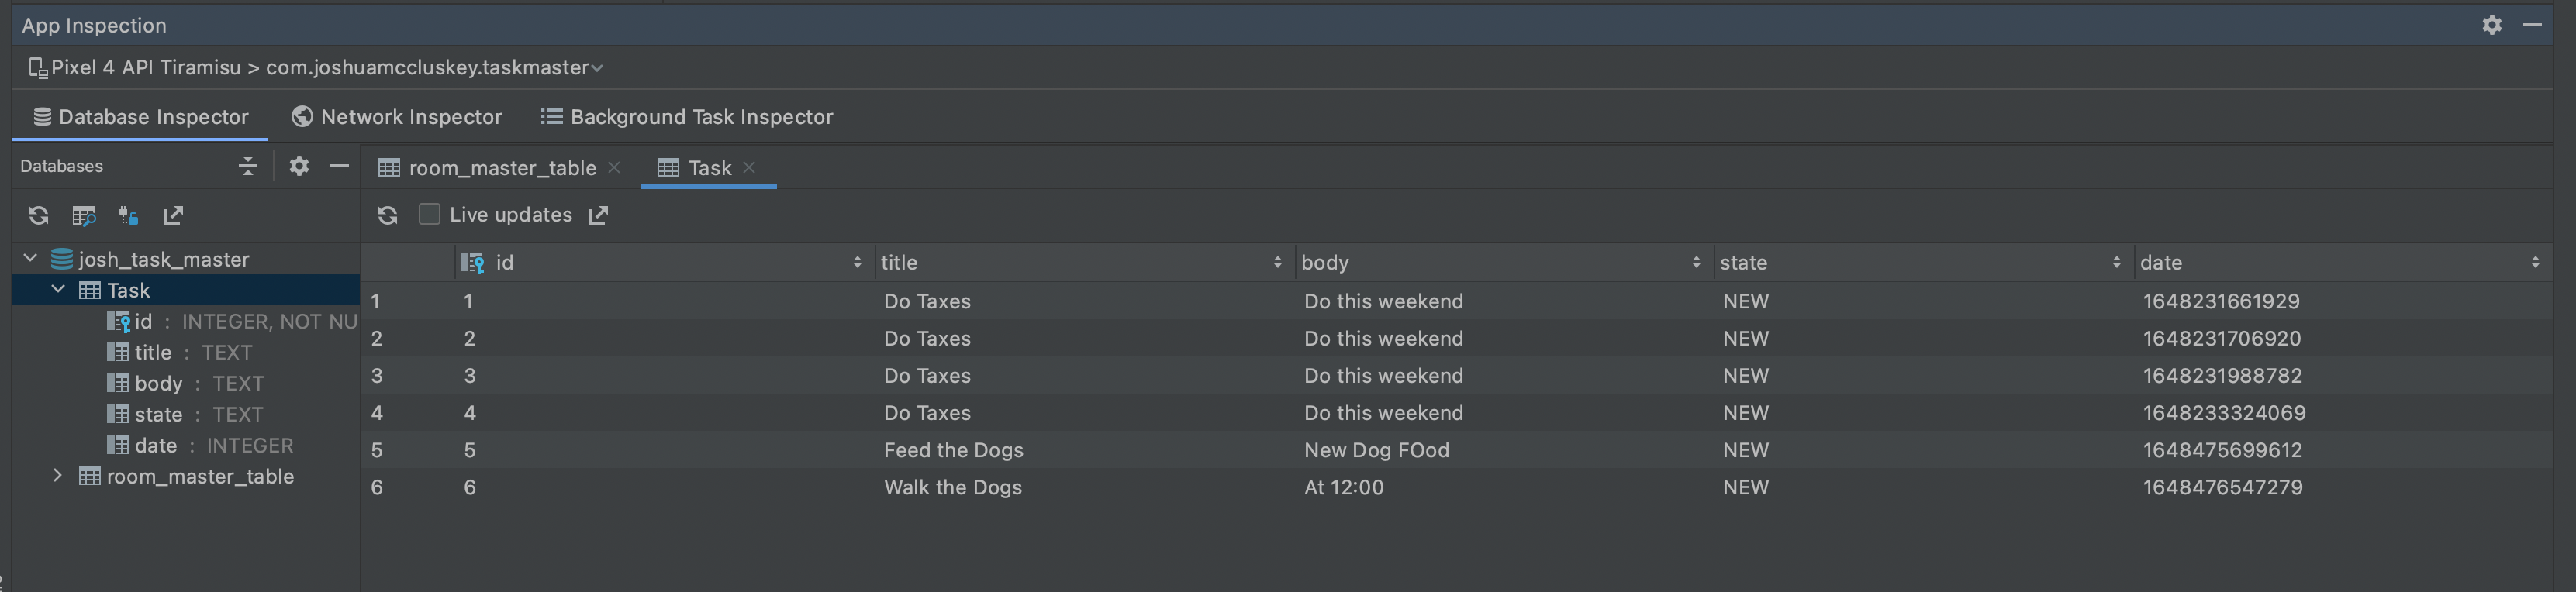 App Inspection
Pixel 4 API Tiramisu > com.joshuamccluskey.taskmaster
Database Inspector Network Inspector Background Task Inspector
Databases room_master_table Task
Live updates
josh_task_master
Task
id : INTEGER, NOT NU
title : TEXT
body : TEXT
state : TEXT
date : INTEGER
room_master_table
id title body state date
1 1 Do Taxes Do this weekend NEW 1648231661929
2 2 Do Taxes Do this weekend NEW 1648231706920
3 3 Do Taxes Do this weekend NEW 1648231988782
4 4 Do Taxes Do this weekend NEW 1648233324069
5 5 Feed the Dogs New Dog FOod NEW 1648475699612
6 6 Walk the Dogs At 12:00 NEW 1648476547279